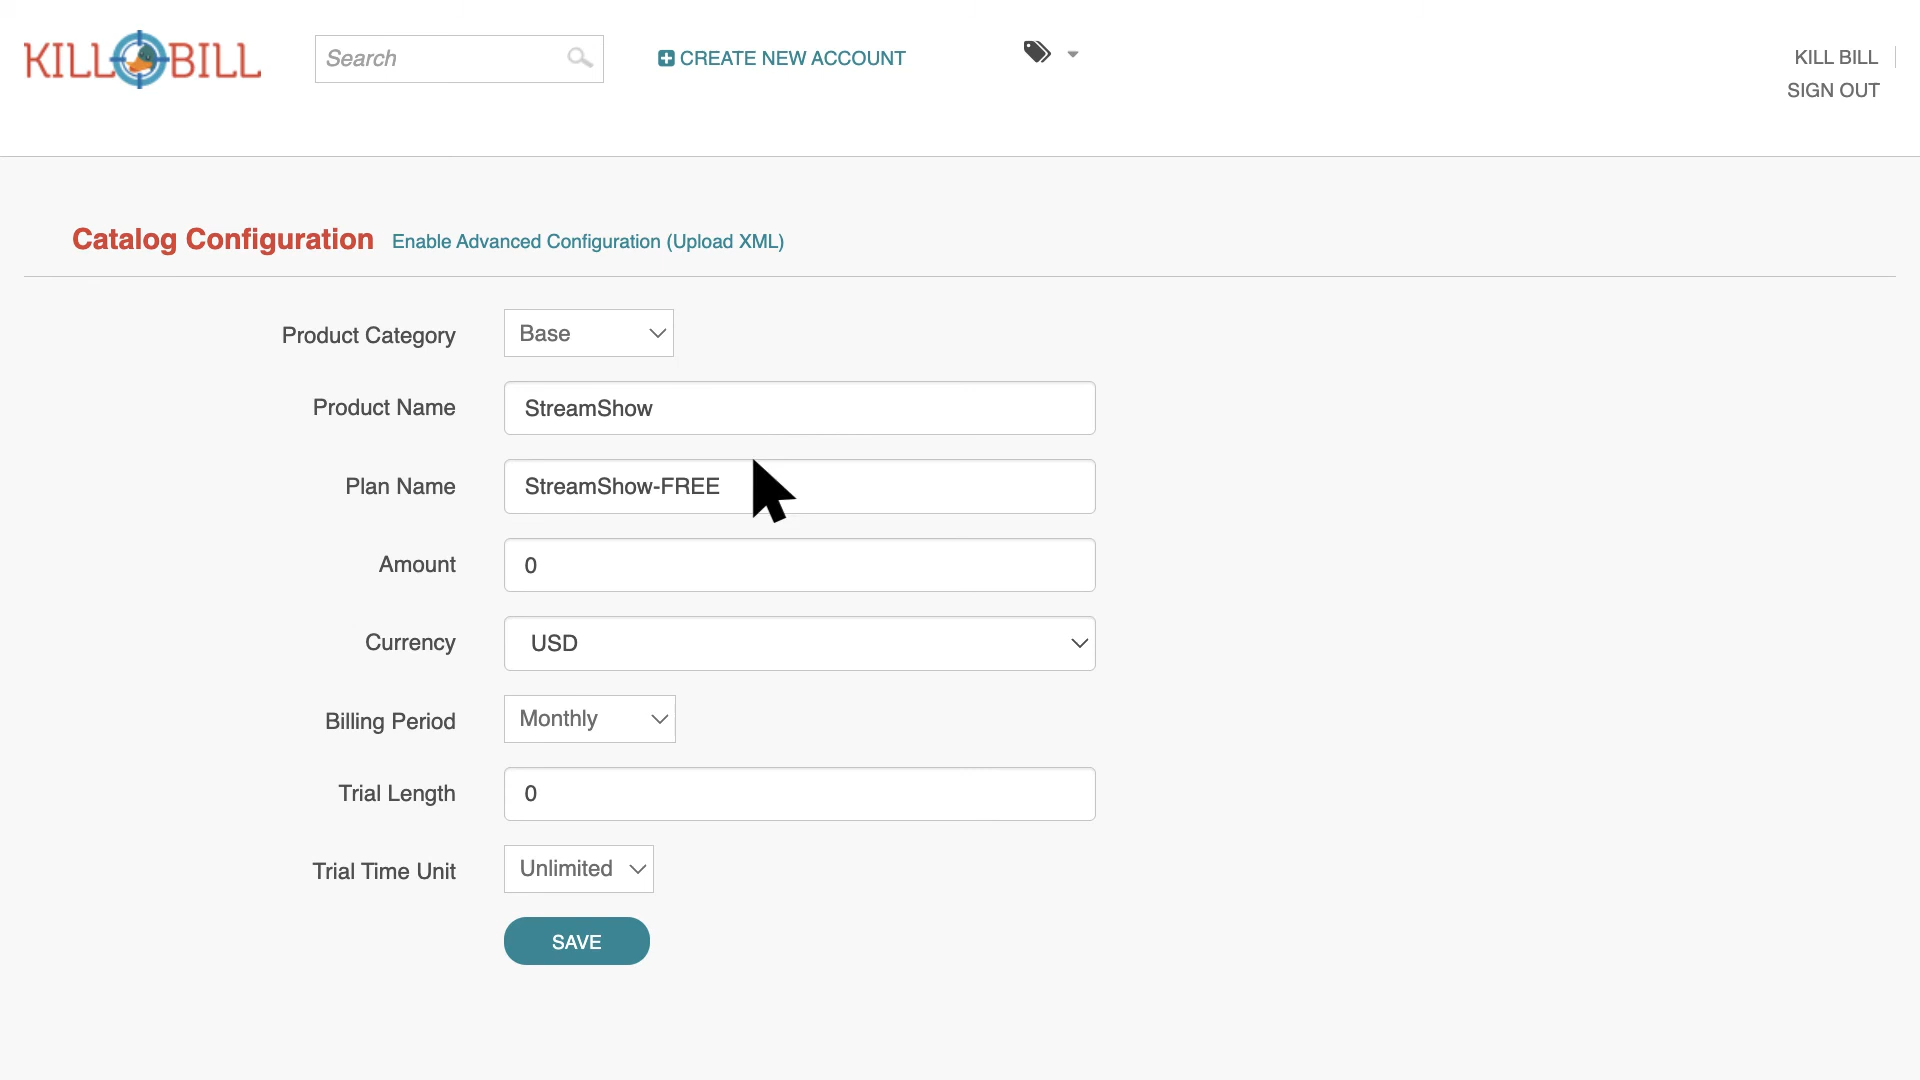 KILL BILL
Search
CREATE NEW ACCOUNT
KILL BILL
SIGN OUT
Catalog Configuration
Enable Advanced Configuration (Upload XML)
Product Category
Base
Product Name
StreamShow
Plan Name
StreamShow-FREE
Amount
0
Currency
USD
Billing Period
Monthly
Trial Length
0
Trial Time Unit
Unlimited
SAVE